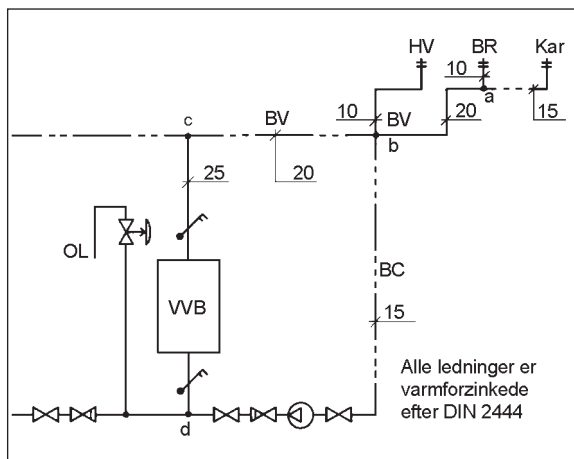 HV BR Kar
10
a
10 BV 20 15
c BV b
25 20
OL
VVB
BC
15
d
Alle ledninger er
varmforzinkede
efter DIN 2444